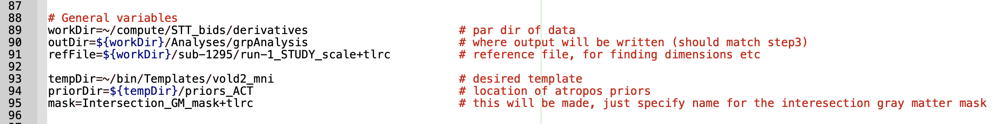 87
88 # General variables
89 workDir=~/compute/STT_bids/derivatives # par dir of data
90 outDir=${workDir}/Analyses/grpAnalysis # where output will be written (should match step3)
91 refFile=${workDir}/sub-1295/run-1_STUDY_scale+tlrc # reference file, for finding dimensions etc
92
93 tempDir=~/bin/Templates/vold2_mni # desired template
94 priorDir=${tempDir}/priors_ACT # location of atropos priors
95 mask=Intersection_GM_mask+tlrc # this will be made, just specify name for the interesection gray matter mask
96